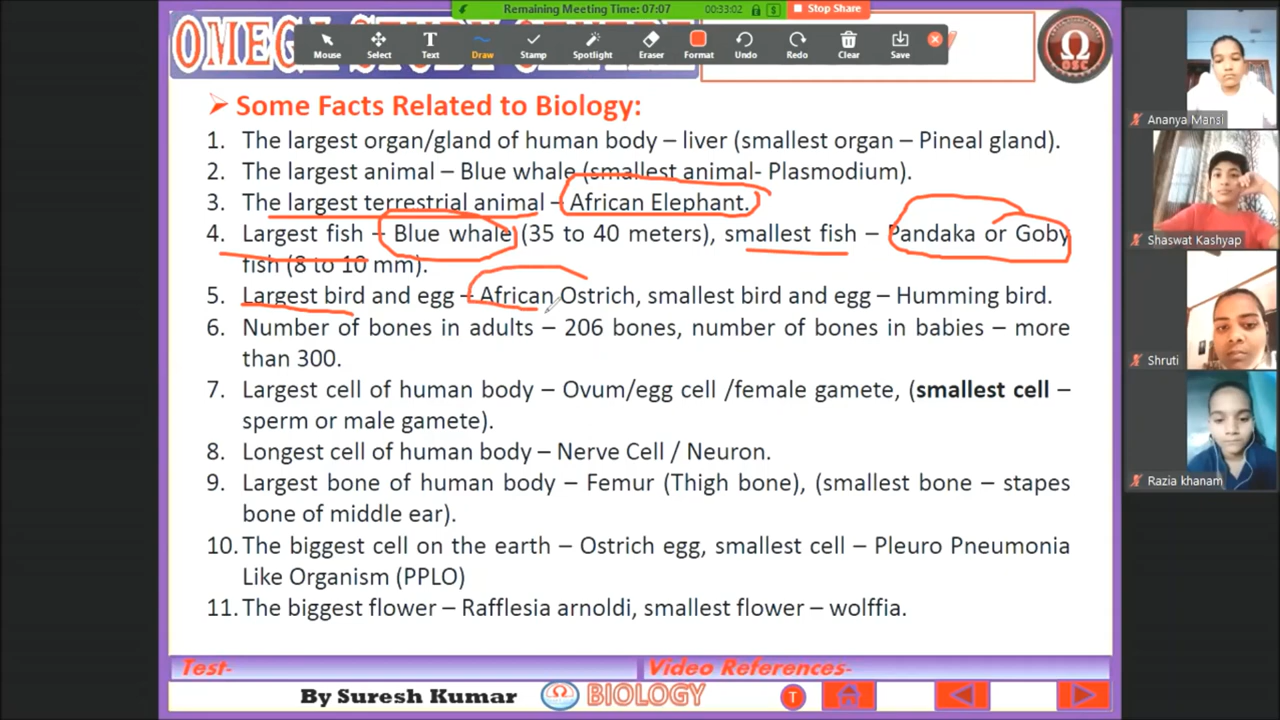 Remaining Meeting Time: 07:07 00:33:02 Stop Share
Mouse Select Text Draw Stamp Spotlight Eraser Format Undo Redo Clear Save
Ω
OSC
Some Facts Related to Biology:
1. The largest organ/gland of human body – liver (smallest organ – Pineal gland).
2. The largest animal – Blue whale (smallest animal- Plasmodium).
3. The largest terrestrial animal – African Elephant.
4. Largest fish – Blue whale (35 to 40 meters), smallest fish – Pandaka or Goby
fish (8 to 10 mm).
5. Largest bird and egg – African Ostrich, smallest bird and egg – Humming bird.
6. Number of bones in adults – 206 bones, number of bones in babies – more
than 300.
7. Largest cell of human body – Ovum/egg cell /female gamete, (smallest cell –
sperm or male gamete).
8. Longest cell of human body – Nerve Cell / Neuron.
9. Largest bone of human body – Femur (Thigh bone), (smallest bone – stapes
bone of middle ear).
10. The biggest cell on the earth – Ostrich egg, smallest cell – Pleuro Pneumonia
Like Organism (PPLO)
11. The biggest flower – Rafflesia arnoldi, smallest flower – wolffia.
Test- Video References-
By Suresh Kumar BIOLOGY T
Ananya Mansi
Shaswat Kashyap
Shruti
Razia khanam